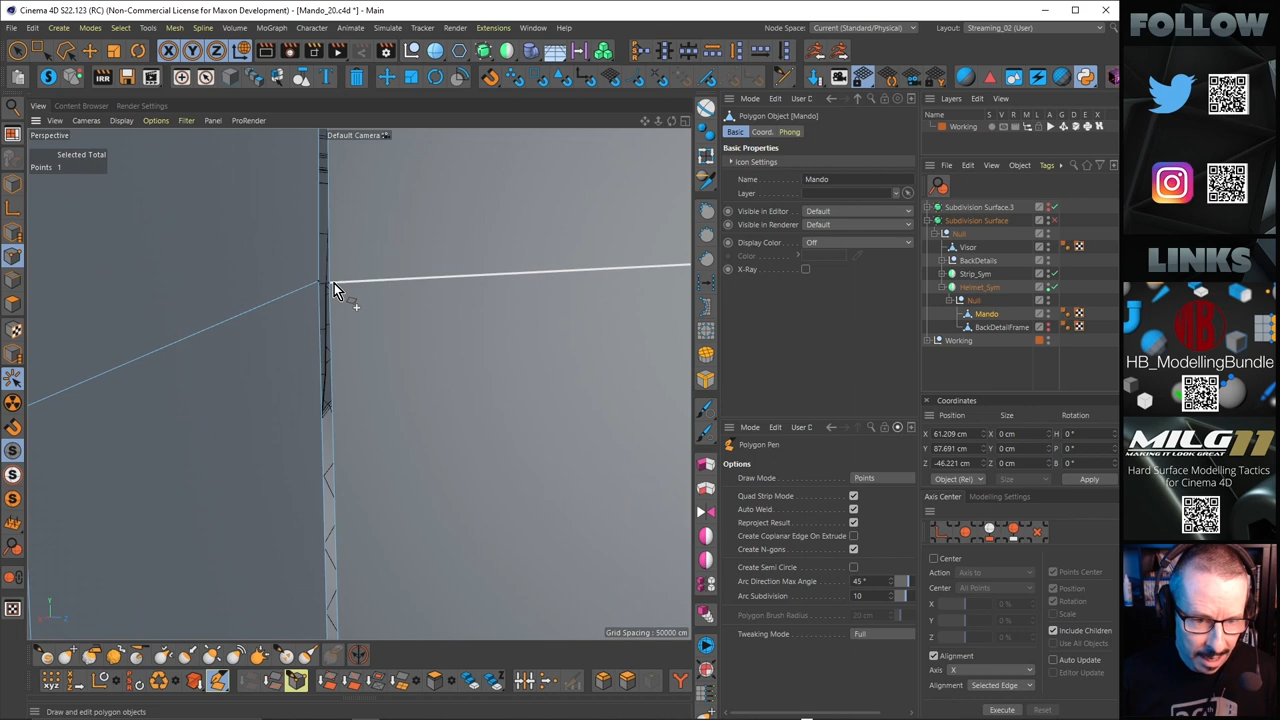 Cinema 4D S22.123 (RC) (Non-Commercial License for Maxon Development) - [Mando_20.c4d *] - Main
File Edit Create Modes Select Tools Mesh Spline Volume MoGraph Character Animate Simulate Tracker Render Extensions Window Help
Node Space: Current (Standard/Physical)
Layout: Streaming_02 (User)
IRR
View Content Browser Render Settings
View Cameras Display Options Filter Panel ProRender
Perspective
Default Camera
Selected Total
Points 1
Grid Spacing : 50000 cm
Draw and edit polygon objects
Mode Edit User D
Polygon Object [Mando]
Basic Coord. Phong
Basic Properties
Icon Settings
Name Mando
Layer
Visible in Editor Default
Visible in Renderer Default
Display Color Off
Color
X-Ray
Mode Edit User D
Polygon Pen
Options
Draw Mode Points
Quad Strip Mode
Auto Weld
Reproject Result
Create Coplanar Edge On Extrude
Create N-gons
Create Semi Circle
Arc Direction Max Angle 45 °
Arc Subdivision 10
Polygon Brush Radius 20 cm
Tweaking Mode Full
Layers Edit View
Name S V R M L A G D E
Working
File Edit View Object Tags
Subdivision Surface.3
Subdivision Surface
Null
Visor
BackDetails
Strip_Sym
Helmet_Sym
Null
Mando
BackDetailFrame
Working
Coordinates
Position Size Rotation
X 61.209 cm X 0 cm H 0 °
Y 87.691 cm Y 0 cm P 0 °
Z -46.221 cm Z 0 cm B 0 °
Object (Rel) Size Apply
Axis Center Modeling Settings
Center
Action Axis to
Center All Points
X 0 %
Y 0 %
Z 0 %
Points Center
Position
Rotation
Scale
Include Children
Use All Objects
Auto Update
Editor Update
Alignment
Axis X
Alignment Selected Edge
Execute Reset
FOLLOW
LINKS
HB_ModellingBundle
MILG11
MAKING IT LOOK GREAT
Hard Surface Modelling Tactics
for Cinema 4D